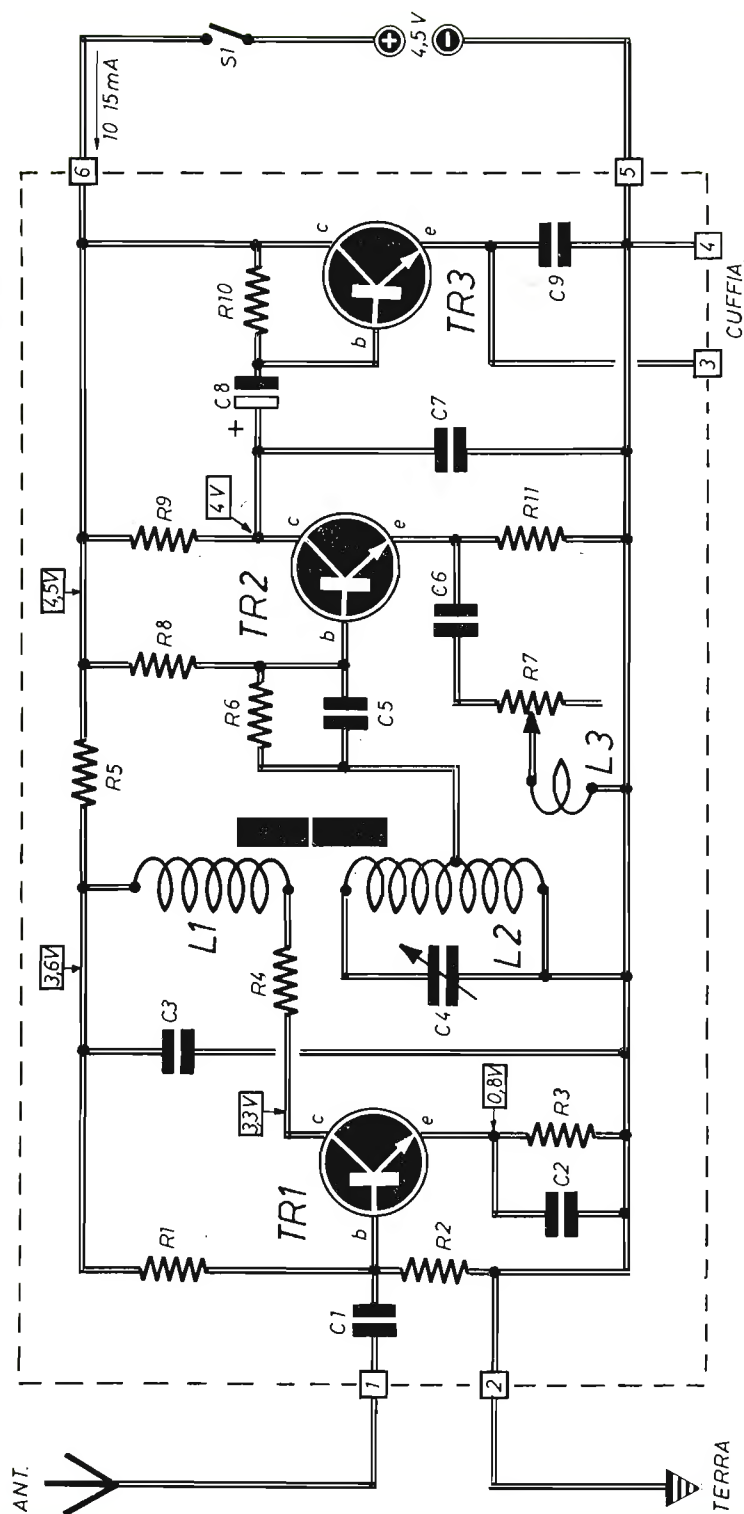 ANT.
1
C1
R1
TR1
b
c
e
3,3V
0,8V
R2
C2
R3
2
TERRA
3,6V
C3
R4
L1
C4
L2
R5
4,5V
R8
R6
C5
TR2
b
c
e
R9
4V
C6
R7
L3
R11
+
C8
C7
R10
TR3
b
c
e
C9
3
4
CUFFIA
6
5
10 15mA
S1
+
4,5 V
-